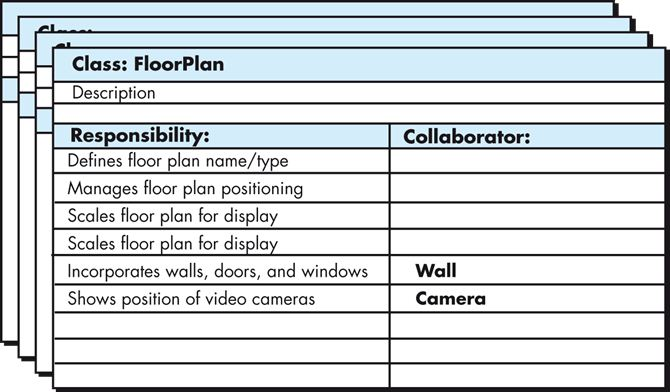 Class:
Class: FloorPlan
Description
Responsibility: Collaborator:
Defines floor plan name/type
Manages floor plan positioning
Scales floor plan for display
Scales floor plan for display
Incorporates walls, doors, and windows Wall
Shows position of video cameras Camera